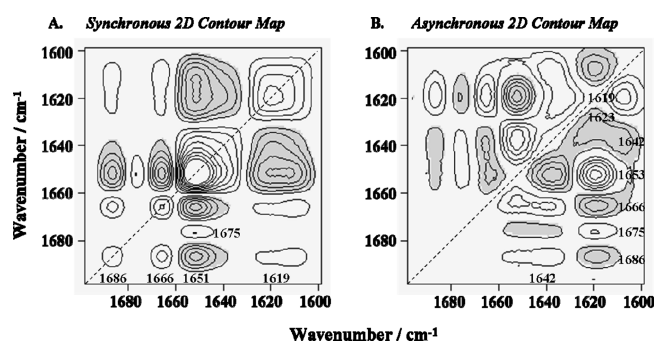 A. Synchronous 2D Contour Map
B. Asynchronous 2D Contour Map
Wavenumber / cm-1
1600
1620
1640
1660
1680
1675
1686 1666 1651 1619
1680 1660 1640 1620 1600
1600
1620
1640
1660
1680
1619
1623
1642
1653
1666
1675
1686
1642
1680 1660 1640 1620 1600
Wavenumber / cm-1